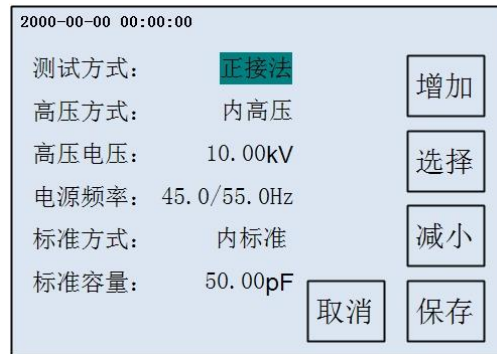 2000-00-00 00:00:00
测试方式： 正接法
增加
高压方式： 内高压
高压电压： 10.00kV
选择
电源频率： 45.0/55.0Hz
标准方式： 内标准
减小
标准容量： 50.00pF
取消
保存